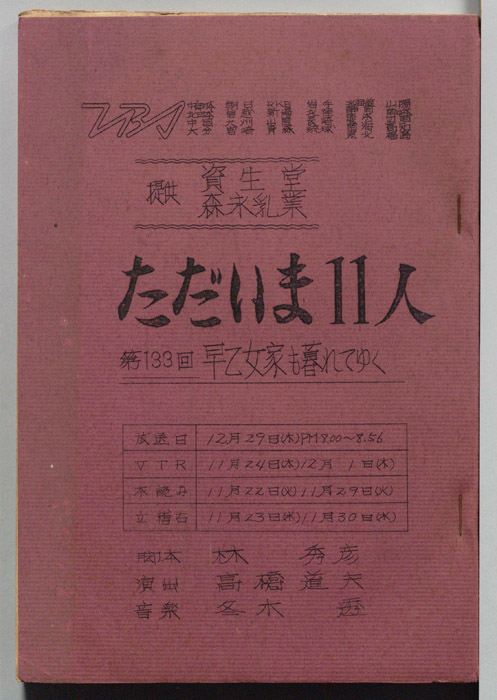 TBS
提供
資生堂
森永乳業
ただいま11人
第133回 早乙女家も暮れてゆく
放送日 12月29日(木)PM8.00〜8.56
VTR 11月24日(木)12月1日(木)
本読み 11月22日(火)11月29日(火)
立稽古 11月23日(水)11月30日(水)
脚本 林 秀彦
演出 高橋道夫
音楽 冬木 透